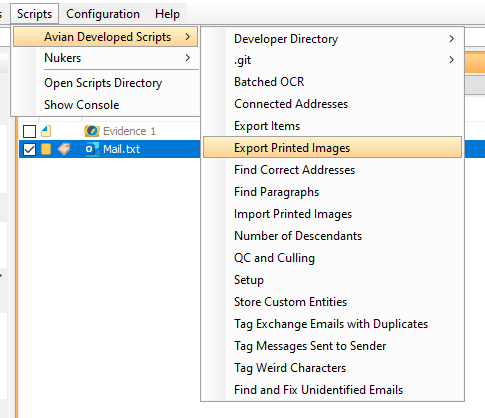 Scripts Configuration Help
Avian Developed Scripts
Nukers
Open Scripts Directory
Show Console
Evidence 1
Mail.txt
Developer Directory
.git
Batched OCR
Connected Addresses
Export Items
Export Printed Images
Find Correct Addresses
Find Paragraphs
Import Printed Images
Number of Descendants
QC and Culling
Setup
Store Custom Entities
Tag Exchange Emails with Duplicates
Tag Messages Sent to Sender
Tag Weird Characters
Find and Fix Unidentified Emails